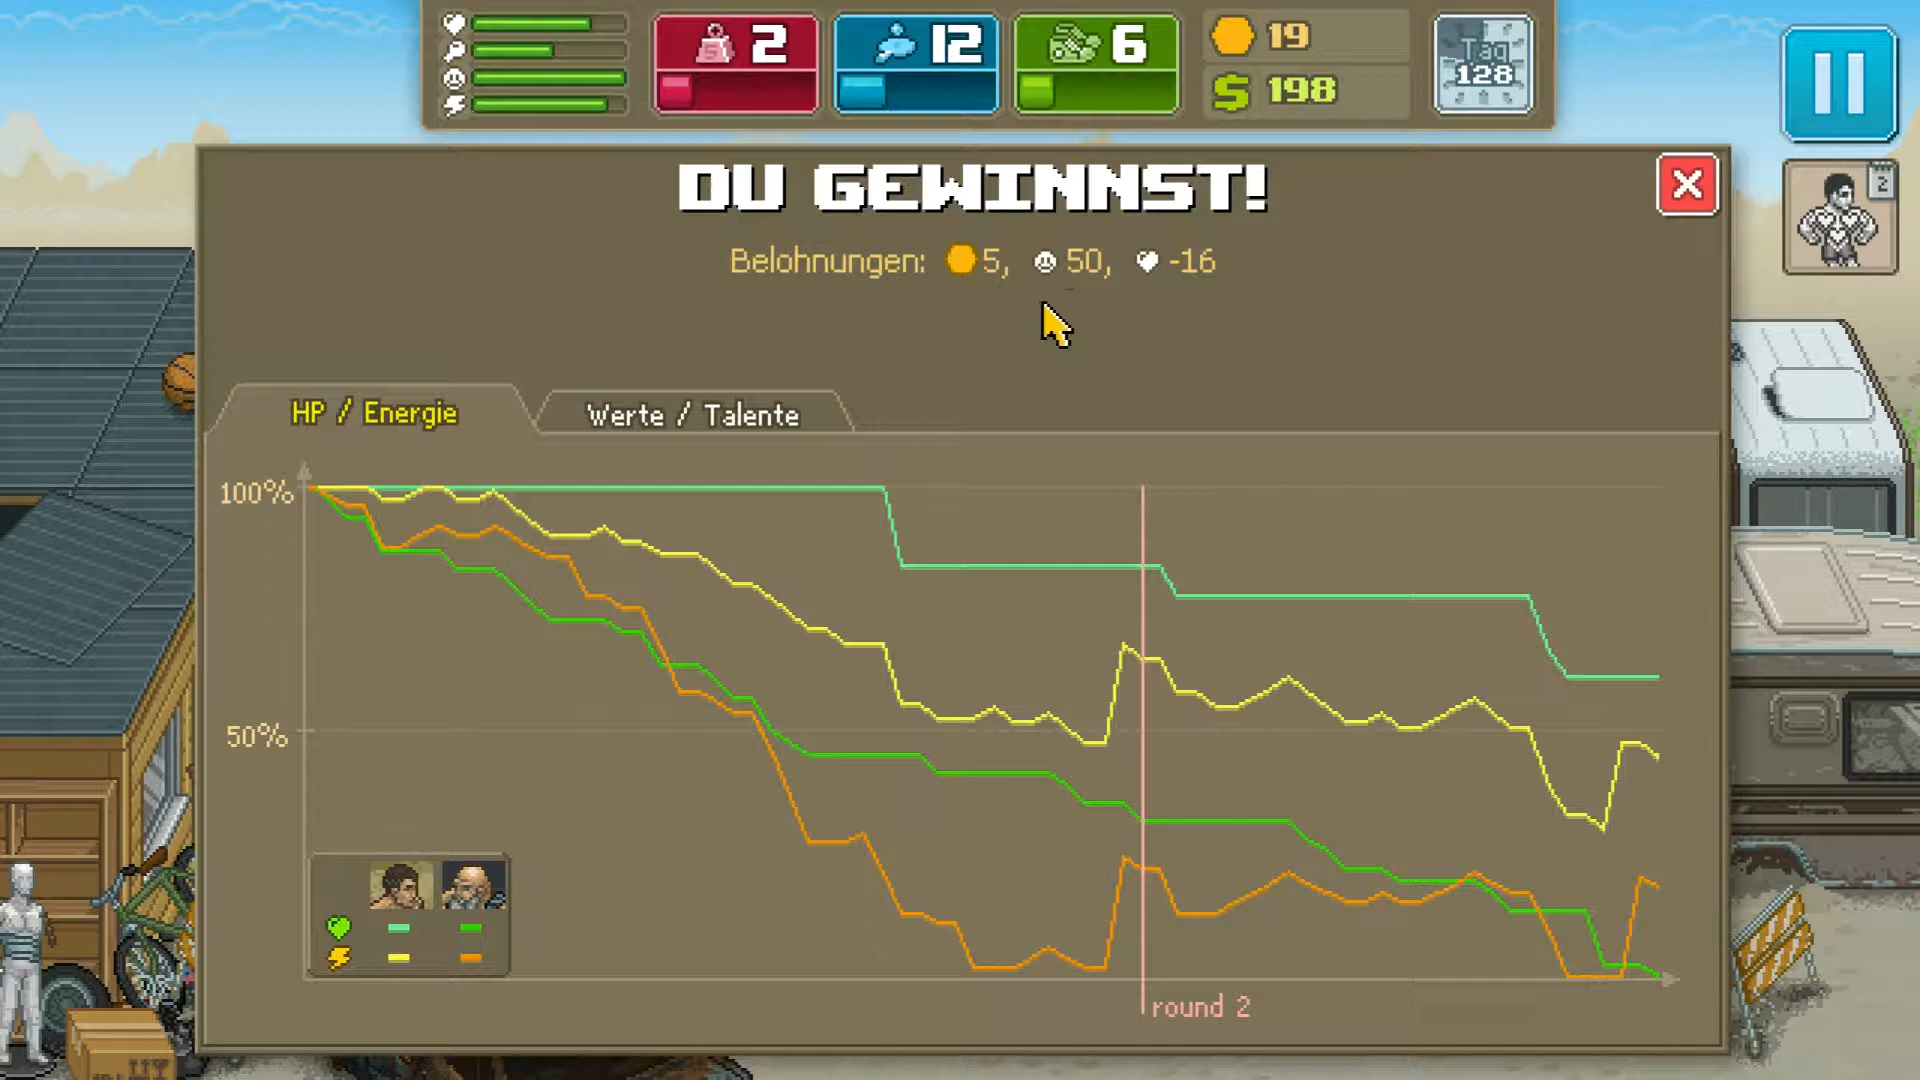 2
12
6
19
198
Tag
128
2
DU GEWINNST!
Belohnungen: 5, 50, -16
HP / Energie
Werte / Talente
100%
50%
round 2